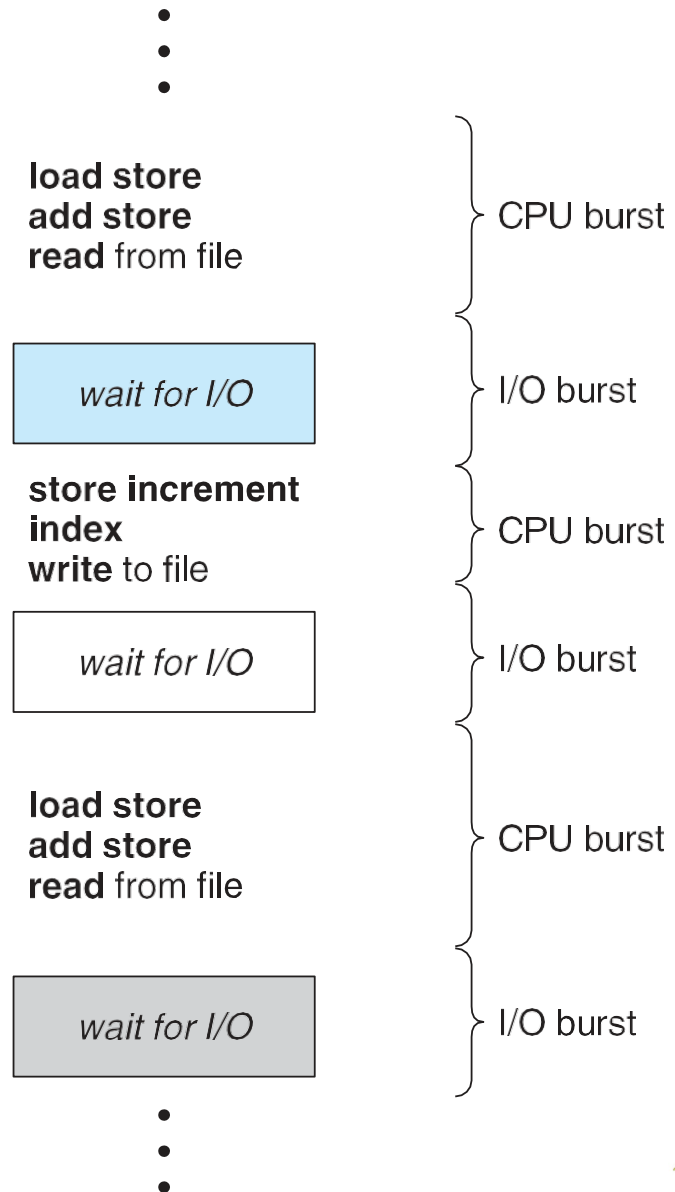 load store
add store
read from file
CPU burst
wait for I/O
I/O burst
store increment
index
write to file
CPU burst
wait for I/O
I/O burst
load store
add store
read from file
CPU burst
wait for I/O
I/O burst